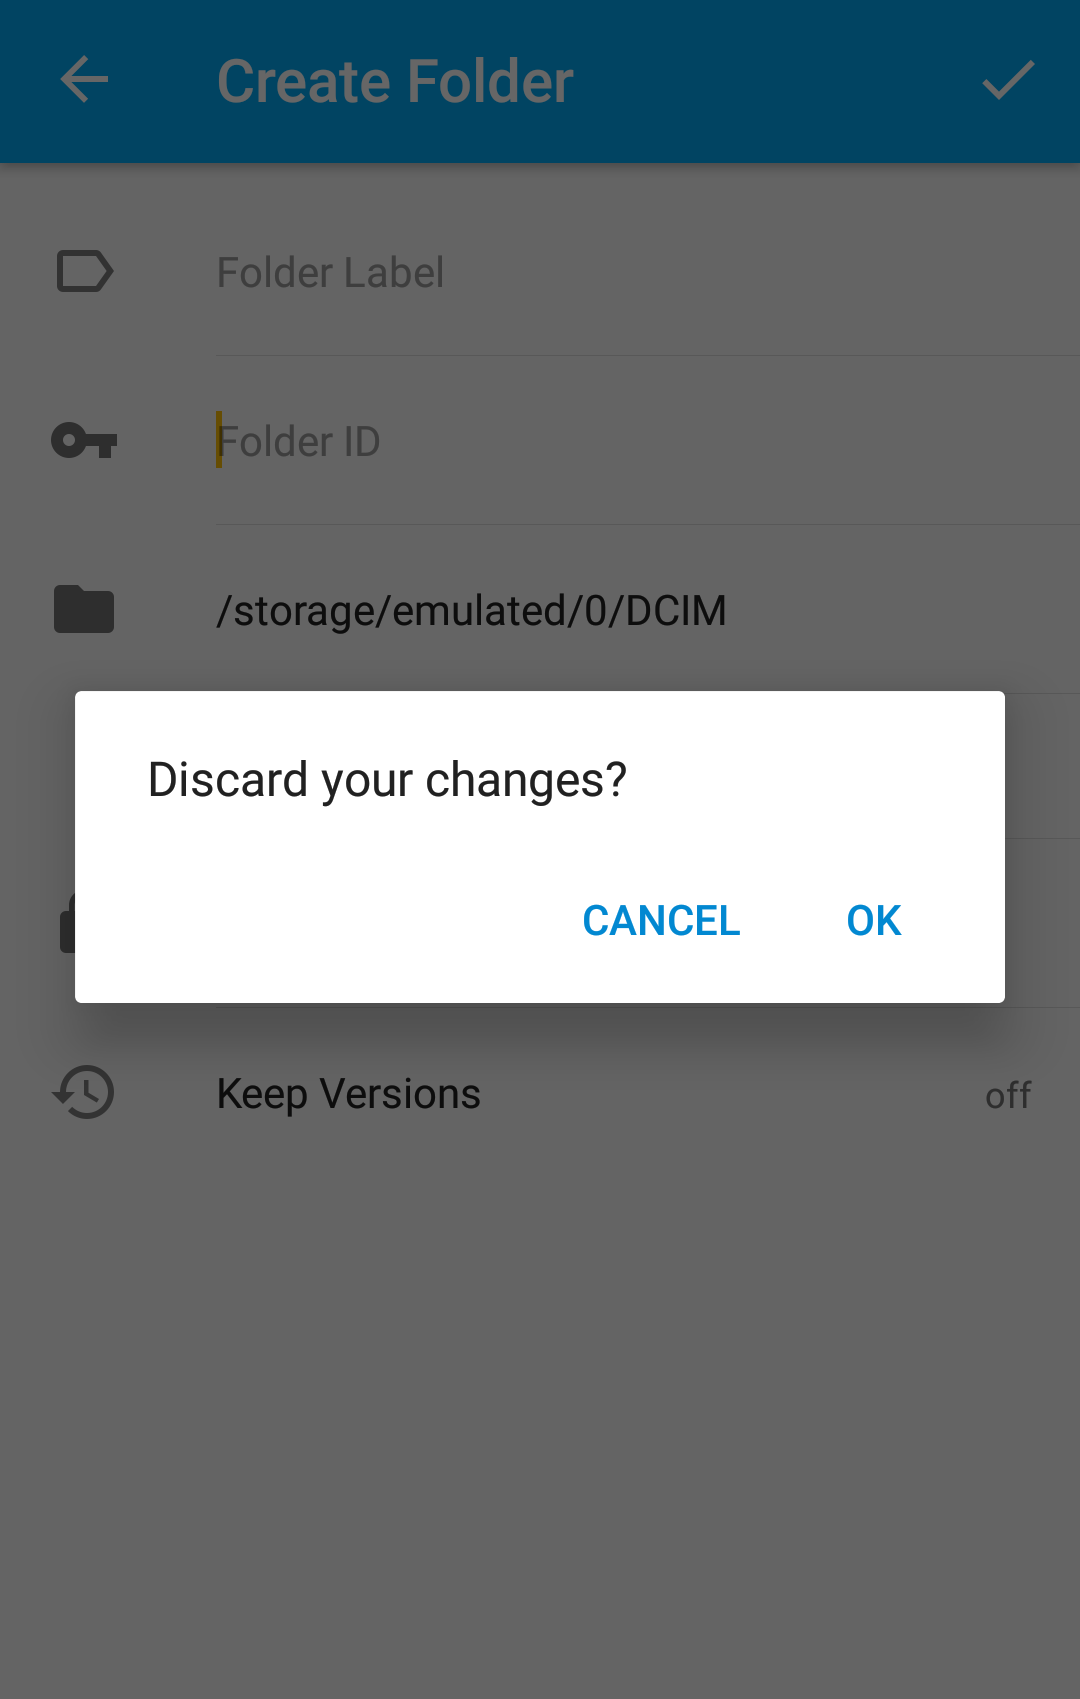 Create Folder
Folder Label
Folder ID
/storage/emulated/0/DCIM
Discard your changes?
CANCEL OK
Keep Versions off